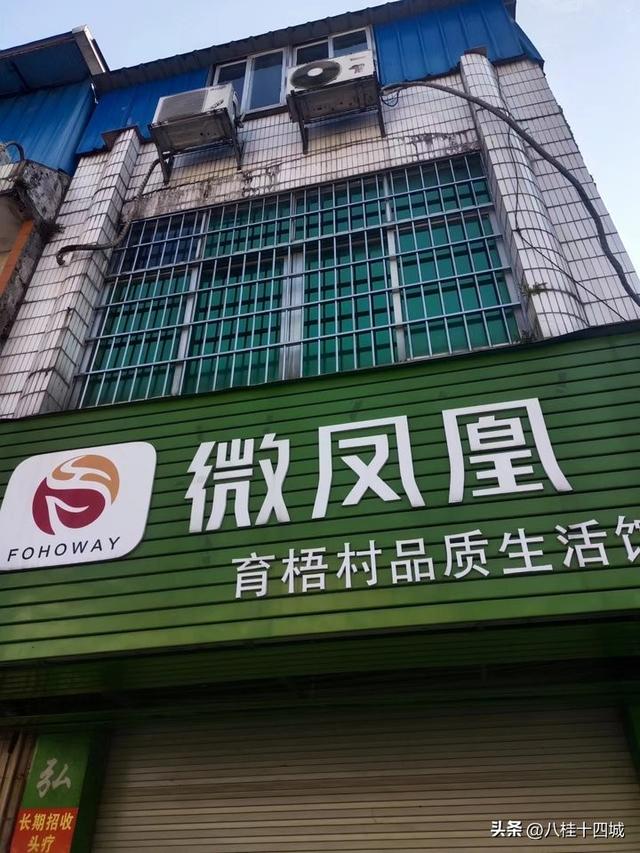 微凤凰
FOHOWAY
育梧村品质生活馆
弘
长期招收
头疗
头条 @八桂十四城